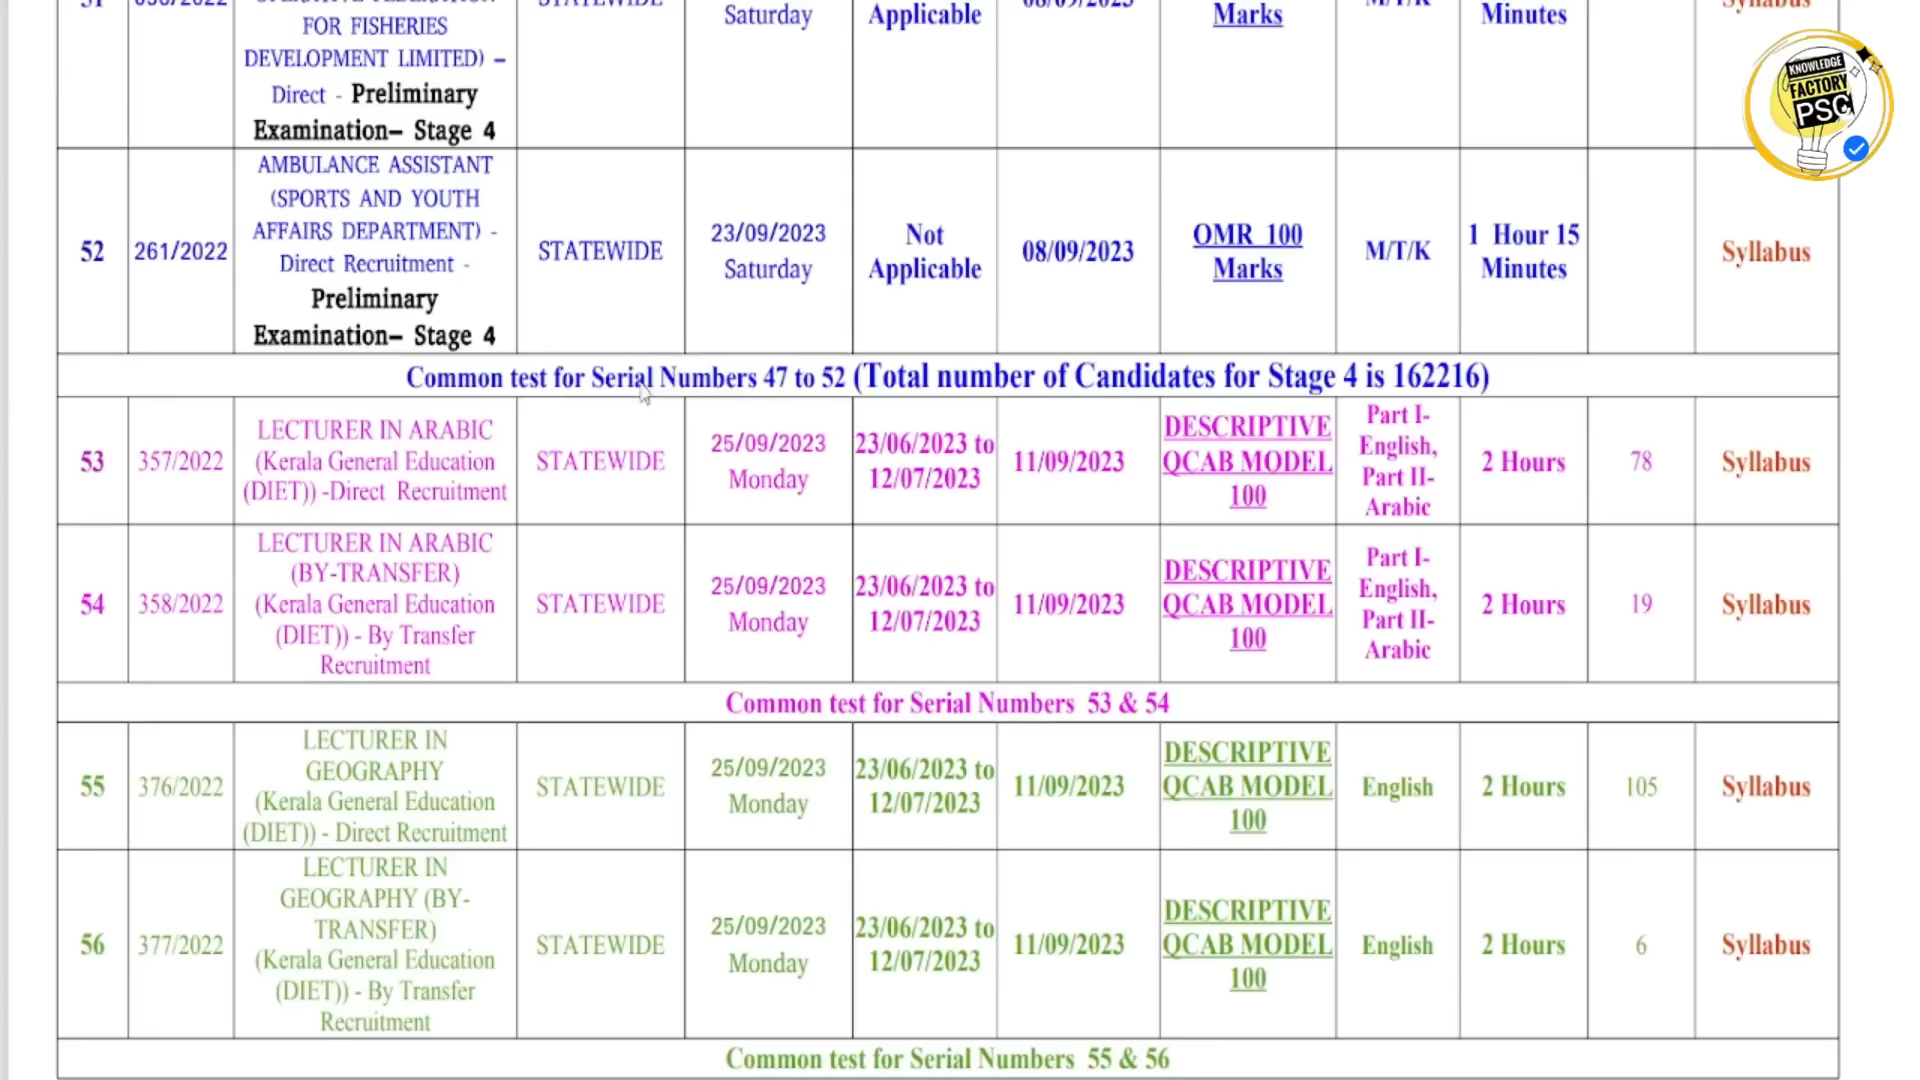 FOR FISHERIES
DEVELOPMENT LIMITED) –
Direct - Preliminary
Examination– Stage 4
Saturday
Applicable
Marks
Minutes
KNOWLEDGE
FACTORY
PSC
52
261/2022
AMBULANCE ASSISTANT
(SPORTS AND YOUTH
AFFAIRS DEPARTMENT) -
Direct Recruitment -
Preliminary
Examination– Stage 4
STATEWIDE
23/09/2023
Saturday
Not
Applicable
08/09/2023
OMR 100
Marks
M/T/K
1 Hour 15
Minutes
Syllabus
Common test for Serial Numbers 47 to 52 (Total number of Candidates for Stage 4 is 162216)
53
357/2022
LECTURER IN ARABIC
(Kerala General Education
(DIET)) -Direct Recruitment
STATEWIDE
25/09/2023
Monday
23/06/2023 to
12/07/2023
11/09/2023
DESCRIPTIVE
QCAB MODEL
100
Part I-
English,
Part II-
Arabic
2 Hours
78
Syllabus
54
358/2022
LECTURER IN ARABIC
(BY-TRANSFER)
(Kerala General Education
(DIET)) - By Transfer
Recruitment
STATEWIDE
25/09/2023
Monday
23/06/2023 to
12/07/2023
11/09/2023
DESCRIPTIVE
QCAB MODEL
100
Part I-
English,
Part II-
Arabic
2 Hours
19
Syllabus
Common test for Serial Numbers 53 & 54
55
376/2022
LECTURER IN
GEOGRAPHY
(Kerala General Education
(DIET)) - Direct Recruitment
STATEWIDE
25/09/2023
Monday
23/06/2023 to
12/07/2023
11/09/2023
DESCRIPTIVE
QCAB MODEL
100
English
2 Hours
105
Syllabus
56
377/2022
LECTURER IN
GEOGRAPHY (BY-
TRANSFER)
(Kerala General Education
(DIET)) - By Transfer
Recruitment
STATEWIDE
25/09/2023
Monday
23/06/2023 to
12/07/2023
11/09/2023
DESCRIPTIVE
QCAB MODEL
100
English
2 Hours
6
Syllabus
Common test for Serial Numbers 55 & 56